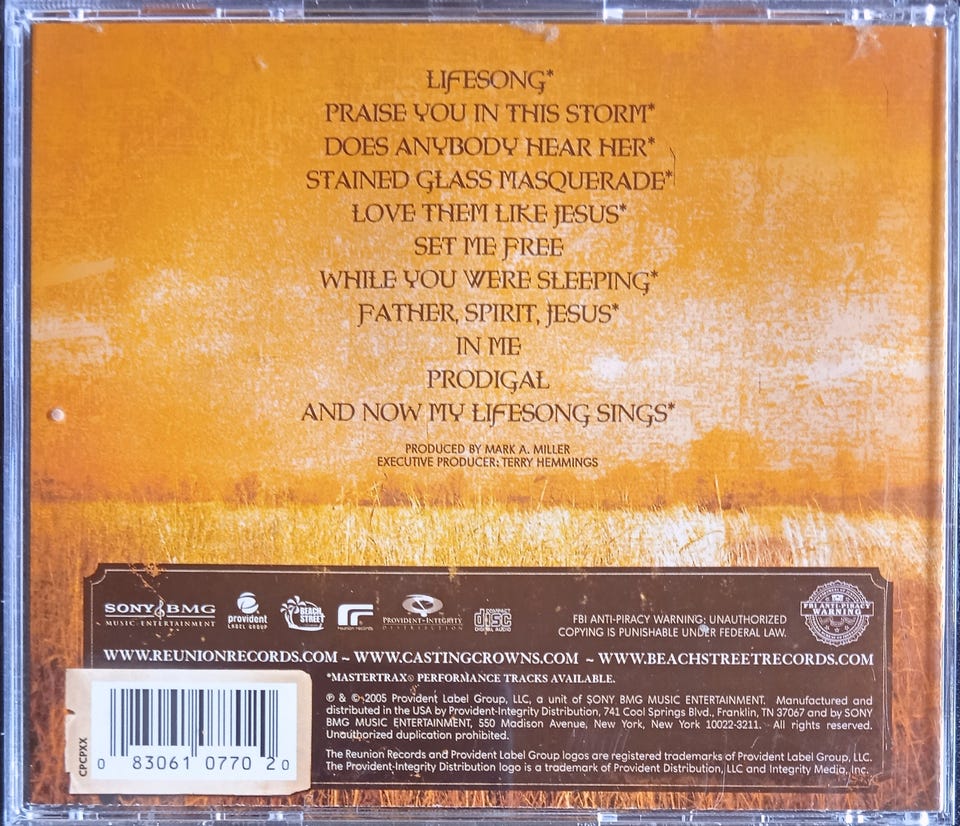 LIFESONG*
PRAISE YOU IN THIS STORM*
DOES ANYBODY HEAR HER*
STAINED GLASS MASQUERADE*
LOVE THEM LIKE JESUS*
SET ME FREE
WHILE YOU WERE SLEEPING*
FATHER, SPIRIT, JESUS*
IN ME
PRODIGAL
AND NOW MY LIFESONG SINGS*
PRODUCED BY MARK A. MILLER
EXECUTIVE PRODUCER: TERRY HEMMINGS
SONY BMG
MUSIC ENTERTAINMENT
provident
LABEL GROUP
BEACH
STREET
reunion records
PROVIDENT-INTEGRITY
DISTRIBUTION
COMPACT
disc
DIGITAL AUDIO
FBI ANTI-PIRACY WARNING: UNAUTHORIZED
COPYING IS PUNISHABLE UNDER FEDERAL LAW.
FBI ANTI-PIRACY
WARNING
WWW.REUNIONRECORDS.COM ~ WWW.CASTINGCROWNS.COM ~ WWW.BEACHSTREETRECORDS.COM
*MASTERTRAX® PERFORMANCE TRACKS AVAILABLE.
℗ & © 2005 Provident Label Group, LLC, a unit of SONY BMG MUSIC ENTERTAINMENT. Manufactured and
distributed in the USA by Provident-Integrity Distribution, 741 Cool Springs Blvd., Franklin, TN 37067 and by SONY
BMG MUSIC ENTERTAINMENT, 550 Madison Avenue, New York, New York 10022-3211. All rights reserved.
Unauthorized duplication prohibited.
The Reunion Records and Provident Label Group logos are registered trademarks of Provident Label Group, LLC.
The Provident-Integrity Distribution logo is a trademark of Provident Distribution, LLC and Integrity Media, Inc.
CPCPXX
0 83061 0770 2 0